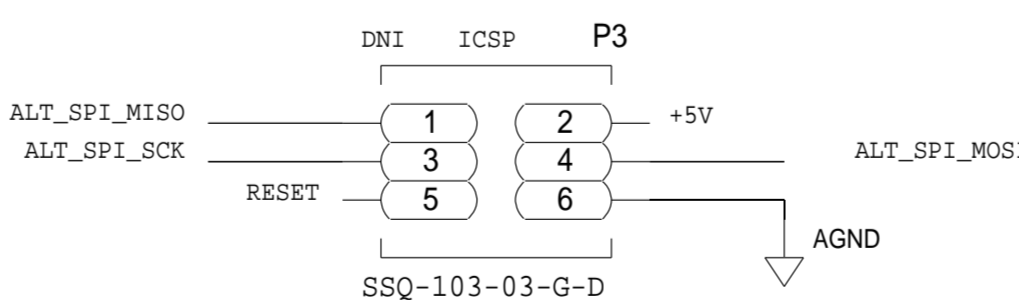 DNI ICSP P3
ALT_SPI_MISO 1 2 +5V
ALT_SPI_SCK 3 4 ALT_SPI_MOSI
RESET 5 6
AGND
SSQ-103-03-G-D